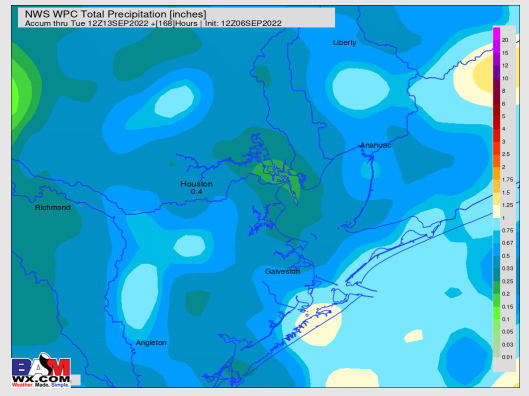 NWS WPC Total Precipitation [inches]
Accum thru Tue 12Z13SEP2022 +[168]Hours | Init: 12Z06SEP2022
Liberty
Anahuac
Houston
0.4
Richmond
Galveston
Angleton
20
15
12
10
8
6
5
4
3
2.5
2
1.75
1.5
1.25
1
0.75
0.67
0.5
0.33
0.25
0.2
0.15
0.1
0.05
0.03
0.01
BAM
WX.COM
Weather. Made. Simple.